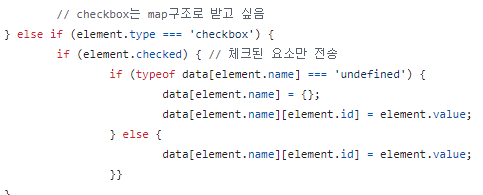 // checkbox는 map구조로 받고 싶음
} else if (element.type === 'checkbox') {
if (element.checked) { // 체크된 요소만 전송
if (typeof data[element.name] === 'undefined') {
data[element.name] = {};
data[element.name][element.id] = element.value;
} else {
data[element.name][element.id] = element.value;
}}